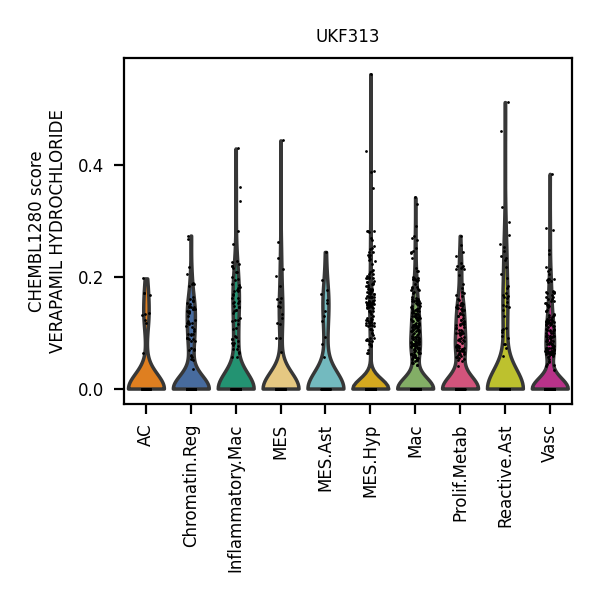 UKF313
CHEMBL1280 score
VERAPAMIL HYDROCHLORIDE
0.4
0.2
0.0
AC
Chromatin.Reg
Inflammatory.Mac
MES
MES.Ast
MES.Hyp
Mac
Prolif.Metab
Reactive.Ast
Vasc